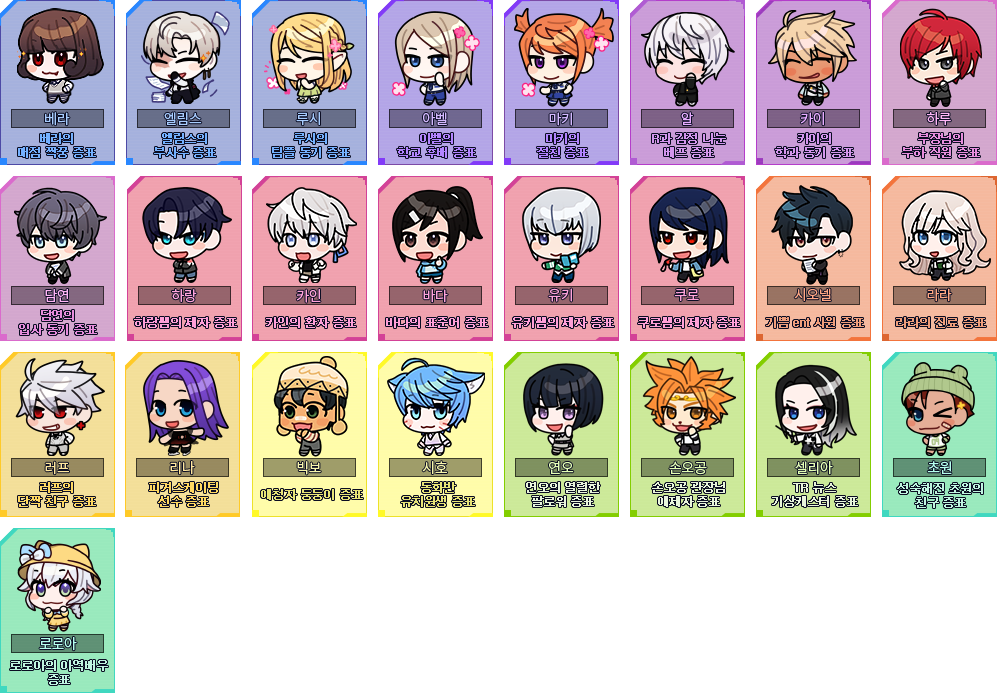 베라
엘림스
루시
아벨
마키
알
카이
하루
베라의
매점 짝꿍 증표
엘림스의
부사수 증표
루시의
팀플 동기 증표
아벨의
학교 후배 증표
마키의
절친 증표
R과 감정 나눈
베프 증표
카이의
학과 동기 증표
부장님의
부하 직원 증표
담연
하랑
카인
바다
유키
쿠로
시오넬
라라
담연의
입사 동기 증표
하랑쌤의 제자 증표
카인의 환자 증표
바다의 표준어 증표
유키쌤의 제자 증표
쿠로쌤의 제자 증표
기쁨 ent 사원 증표
라라의 진로 증표
러프
리나
빅보
시호
연오
손오공
셀리아
초원
러프의
단짝 친구 증표
피겨스케이팅
선수 증표
애청자 둥둥이 증표
동화반
유치원생 증표
연오의 열렬한
팔로워 증표
손오공 관장님
애제자 증표
TR 뉴스
기상캐스터 증표
성숙해진 초원의
친구 증표
로로아
로로아의 아역배우
증표